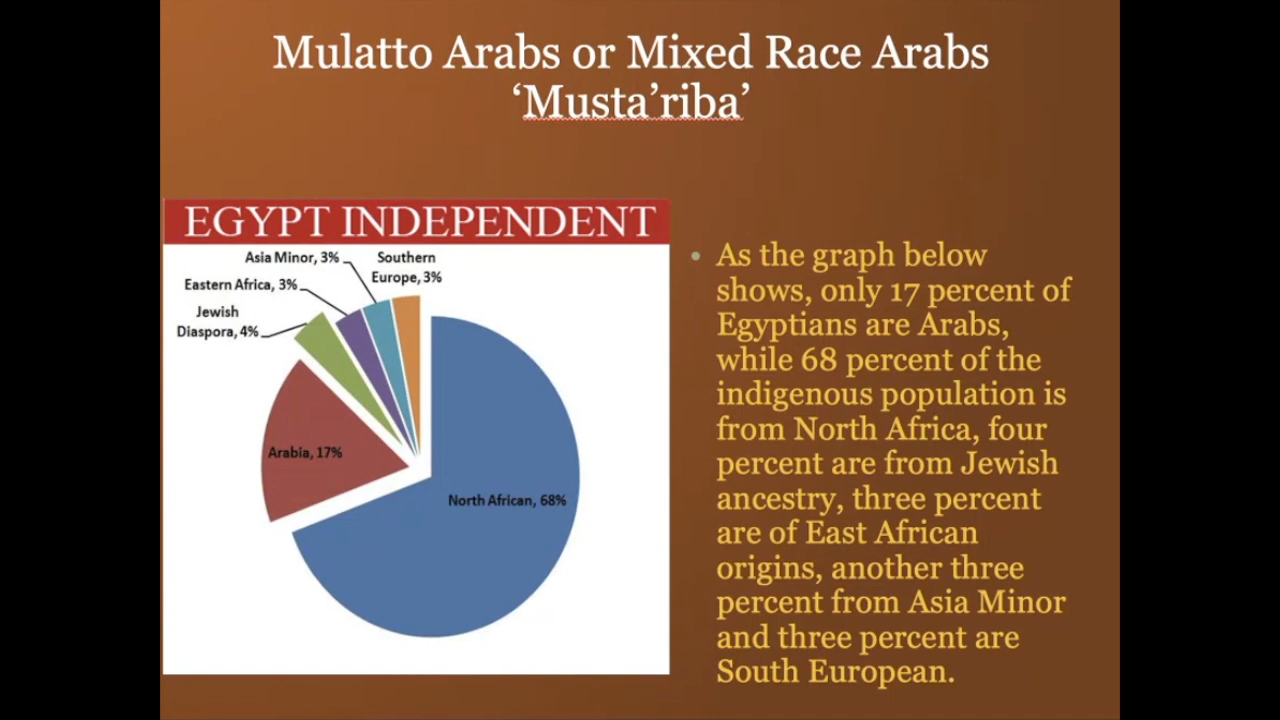 Mulatto Arabs or Mixed Race Arabs
‘Musta’riba’
EGYPT INDEPENDENT
Asia Minor, 3%
Southern
Europe, 3%
Eastern Africa, 3%
Jewish
Diaspora, 4%
Arabia, 17%
North African, 68%
• As the graph below
shows, only 17 percent of
Egyptians are Arabs,
while 68 percent of the
indigenous population is
from North Africa, four
percent are from Jewish
ancestry, three percent
are of East African
origins, another three
percent from Asia Minor
and three percent are
South European.